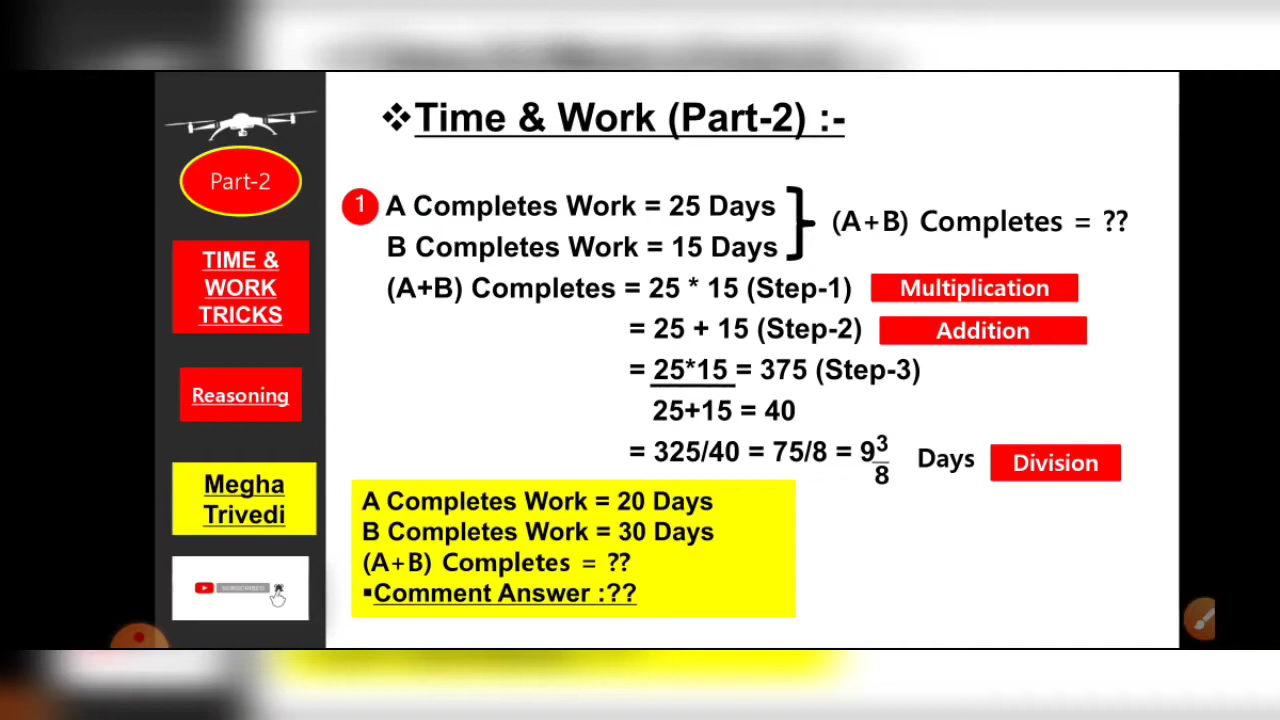 ❖Time & Work (Part-2) :-
Part-2
TIME &
WORK
TRICKS
Reasoning
Megha
Trivedi
SUBSCRIBED
1 A Completes Work = 25 Days
B Completes Work = 15 Days
(A+B) Completes = ??
(A+B) Completes = 25 * 15 (Step-1) Multiplication
= 25 + 15 (Step-2) Addition
= 25*15 = 375 (Step-3)
25+15 = 40
= 325/40 = 75/8 = 9 3/8 Days Division
A Completes Work = 20 Days
B Completes Work = 30 Days
(A+B) Completes = ??
▪Comment Answer :??